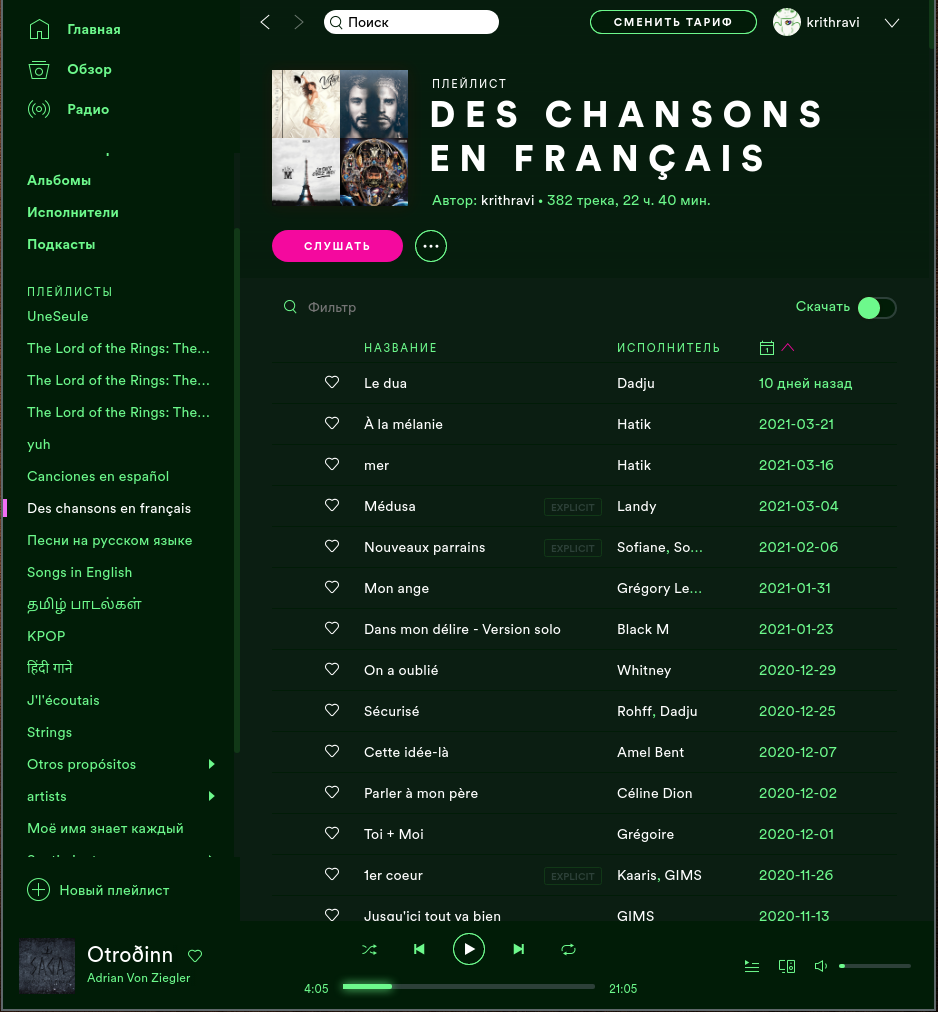 Главная
Обзор
Радио
Альбомы
Исполнители
Подкасты
ПЛЕЙЛИСТЫ
UneSeule
The Lord of the Rings: The...
The Lord of the Rings: The...
The Lord of the Rings: The...
yuh
Canciones en español
Des chansons en français
Песни на русском языке
Songs in English
தமிழ் பாடல்கள்
KPOP
हिंदी गाने
J'l'écoutais
Strings
Otros propósitos
artists
Моё имя знает каждый
Новый плейлист
Поиск
СМЕНИТЬ ТАРИФ
krithravi
ПЛЕЙЛИСТ
DES CHANSONS
EN FRANÇAIS
Автор: krithravi • 382 трека, 22 ч. 40 мин.
СЛУШАТЬ
Фильтр
Скачать
НАЗВАНИЕ ИСПОЛНИТЕЛЬ
Le dua Dadju 10 дней назад
À la mélanie Hatik 2021-03-21
mer Hatik 2021-03-16
Médusa EXPLICIT Landy 2021-03-04
Nouveaux parrains EXPLICIT Sofiane, So... 2021-02-06
Mon ange Grégory Le... 2021-01-31
Dans mon délire - Version solo Black M 2021-01-23
On a oublié Whitney 2020-12-29
Sécurisé Rohff, Dadju 2020-12-25
Cette idée-là Amel Bent 2020-12-07
Parler à mon père Céline Dion 2020-12-02
Toi + Moi Grégoire 2020-12-01
1er coeur EXPLICIT Kaaris, GIMS 2020-11-26
Jusqu'ici tout va bien GIMS 2020-11-13
Otroðinn
Adrian Von Ziegler
4:05 21:05